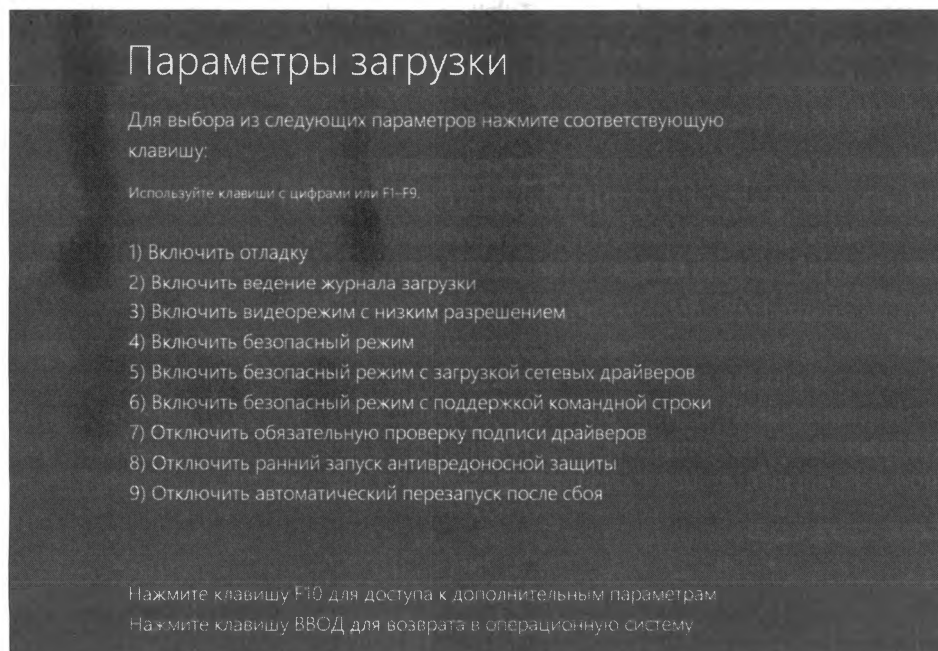 Параметры загрузки
Для выбора из следующих параметров нажмите соответствующую
клавишу:
Используйте клавиши с цифрами или F1–F9.
1) Включить отладку
2) Включить ведение журнала загрузки
3) Включить видеорежим с низким разрешением
4) Включить безопасный режим
5) Включить безопасный режим с загрузкой сетевых драйверов
6) Включить безопасный режим с поддержкой командной строки
7) Отключить обязательную проверку подписи драйверов
8) Отключить ранний запуск антивредоносной защиты
9) Отключить автоматический перезапуск после сбоя
Нажмите клавишу F10 для доступа к дополнительным параметрам
Нажмите клавишу ВВОД для возврата в операционную систему